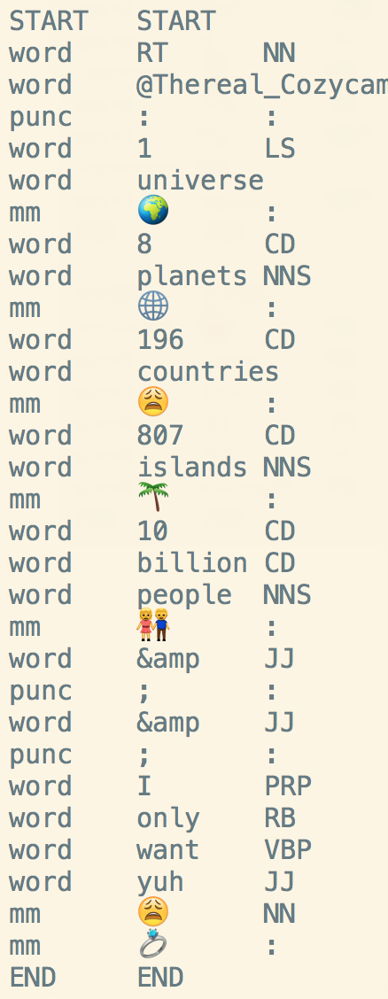 START START
word RT NN
word @Thereal_Cozycam
punc : :
word 1 LS
word universe
mm 🌍 :
word 8 CD
word planets NNS
mm 🌐 :
word 196 CD
word countries
mm 😩 :
word 807 CD
word islands NNS
mm 🌴 :
word 10 CD
word billion CD
word people NNS
mm 👫 :
word &amp JJ
punc ; :
word &amp JJ
punc ; :
word I PRP
word only RB
word want VBP
word yuh JJ
mm 😩 NN
mm 💍 :
END END